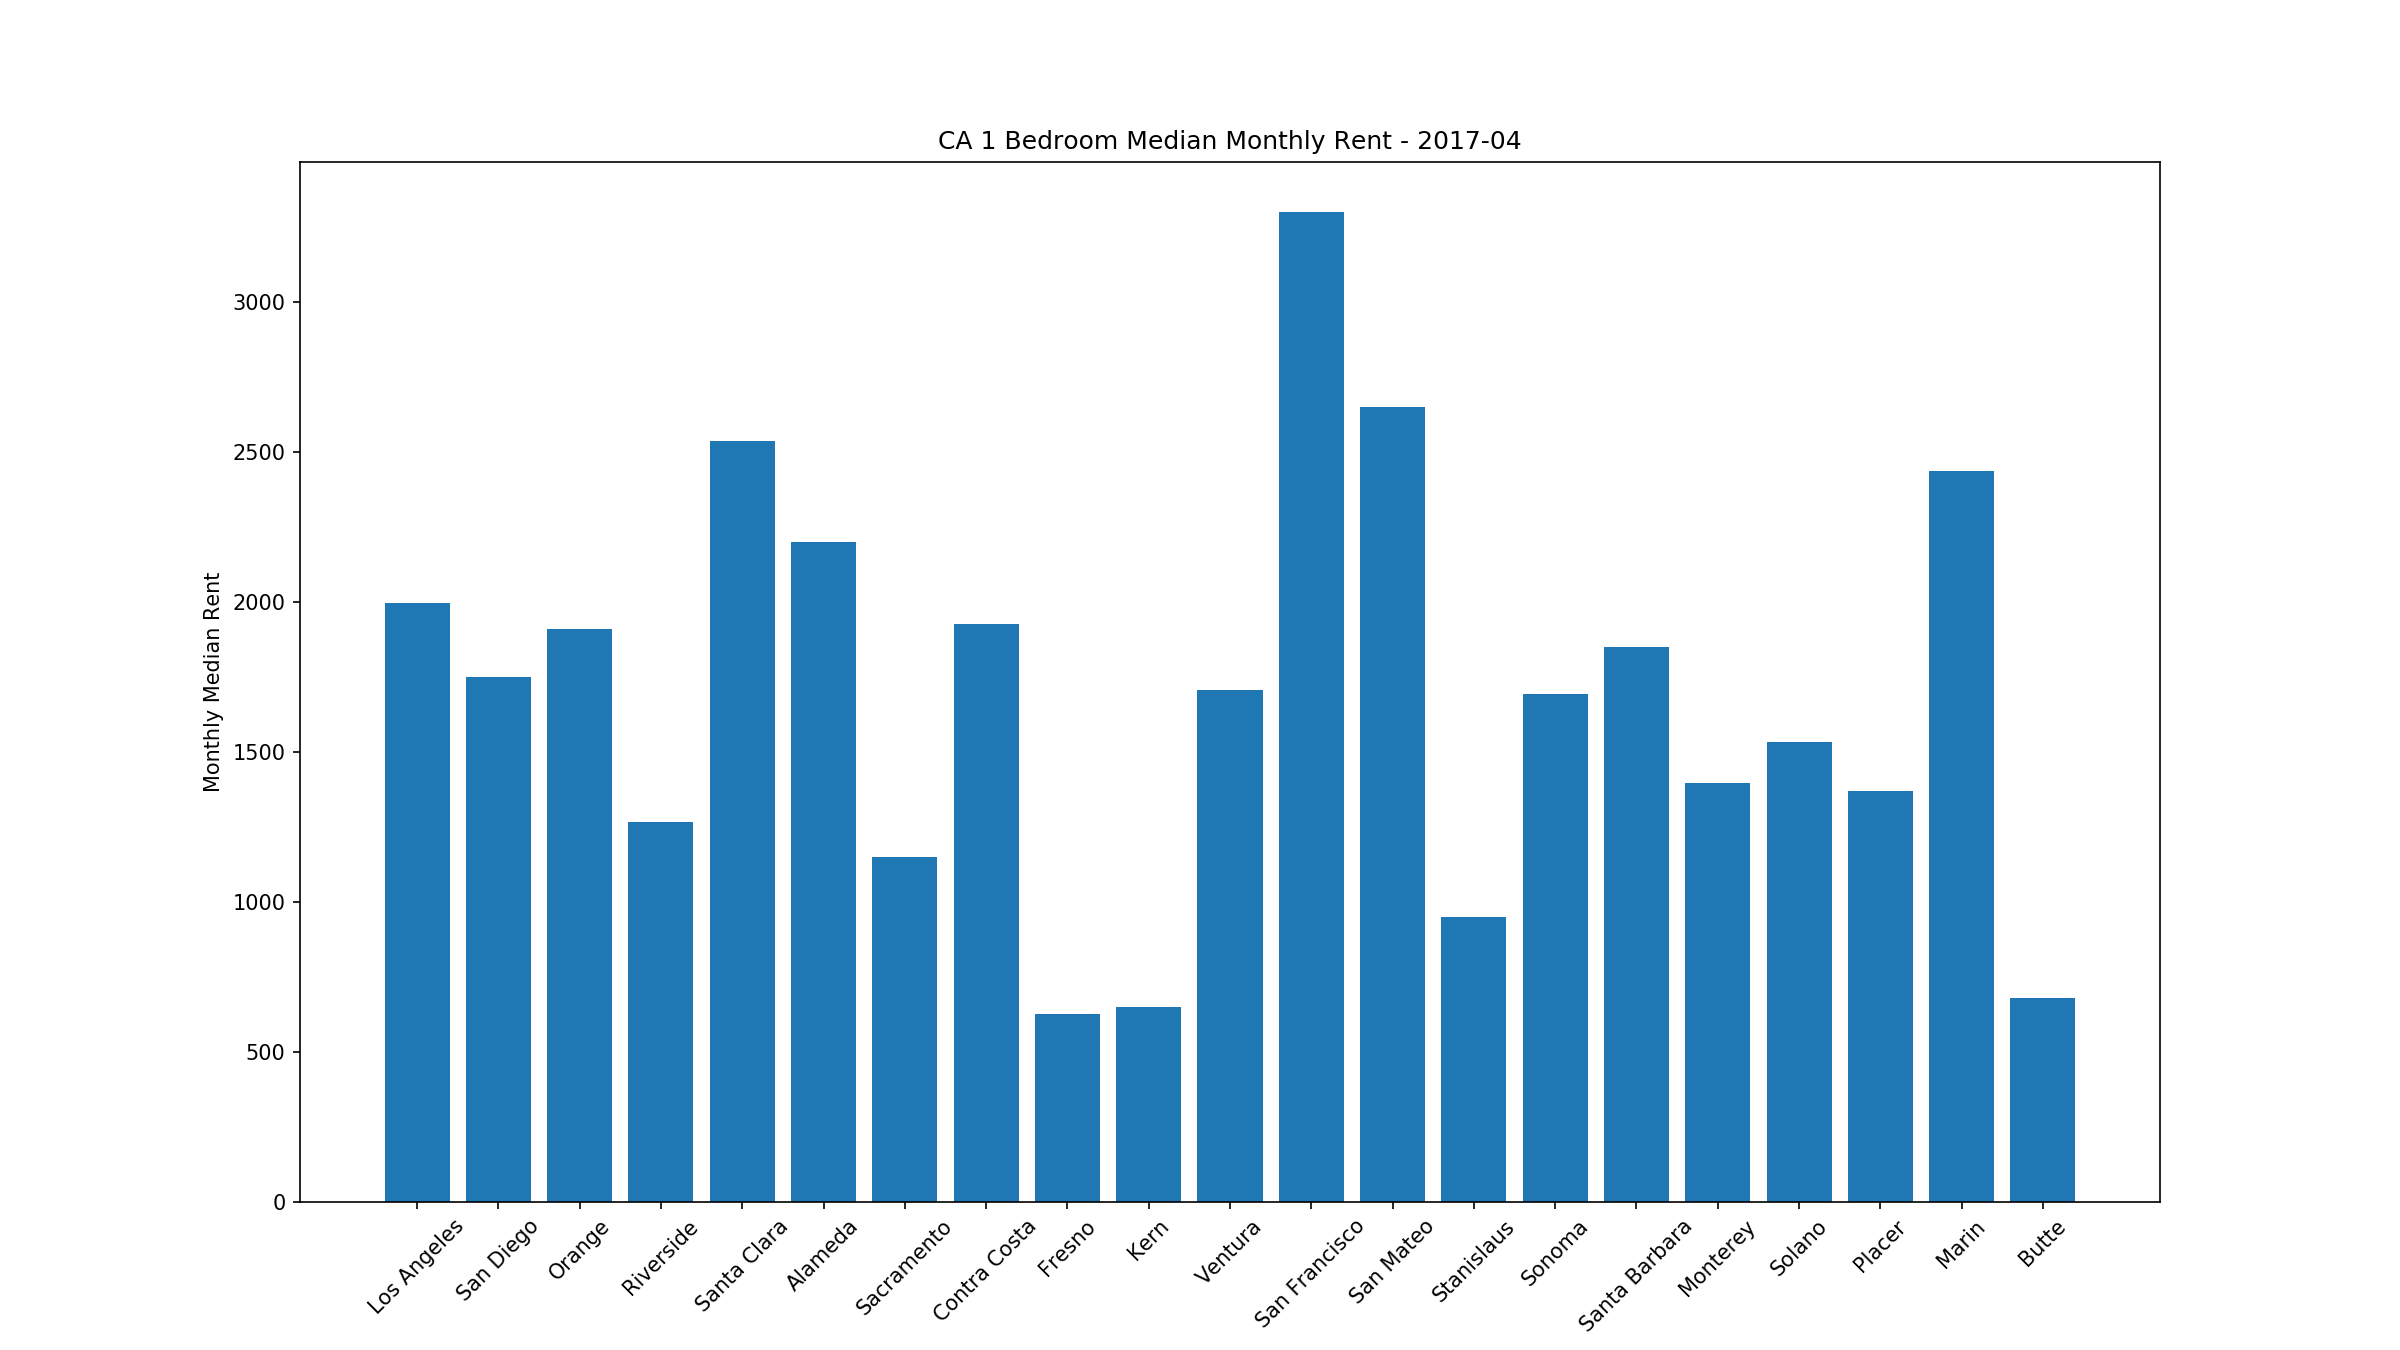 CA 1 Bedroom Median Monthly Rent - 2017-04
Monthly Median Rent
3000
2500
2000
1500
1000
500
0
Los Angeles
San Diego
Orange
Riverside
Santa Clara
Alameda
Sacramento
Contra Costa
Fresno
Kern
Ventura
San Francisco
San Mateo
Stanislaus
Sonoma
Santa Barbara
Monterey
Solano
Placer
Marin
Butte